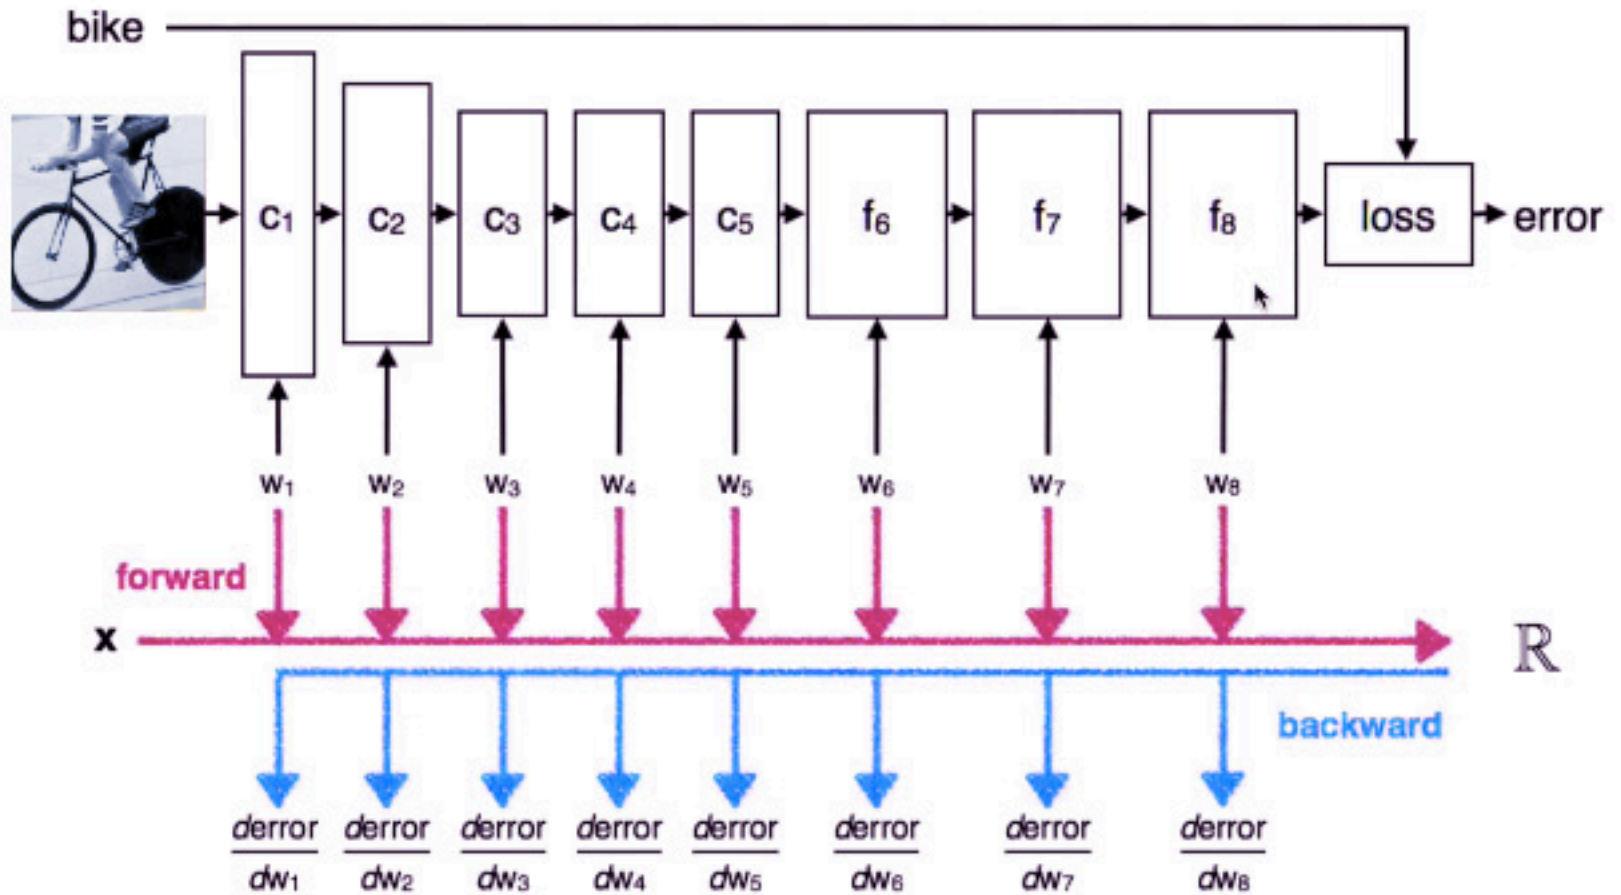 bike
c₁ c₂ c₃ c₄ c₅ f₆ f₇ f₈ loss error
w₁ w₂ w₃ w₄ w₅ w₆ w₇ w₈
forward
x ℝ
backward
derror derror derror derror derror derror derror derror
dw₁ dw₂ dw₃ dw₄ dw₅ dw₆ dw₇ dw₈